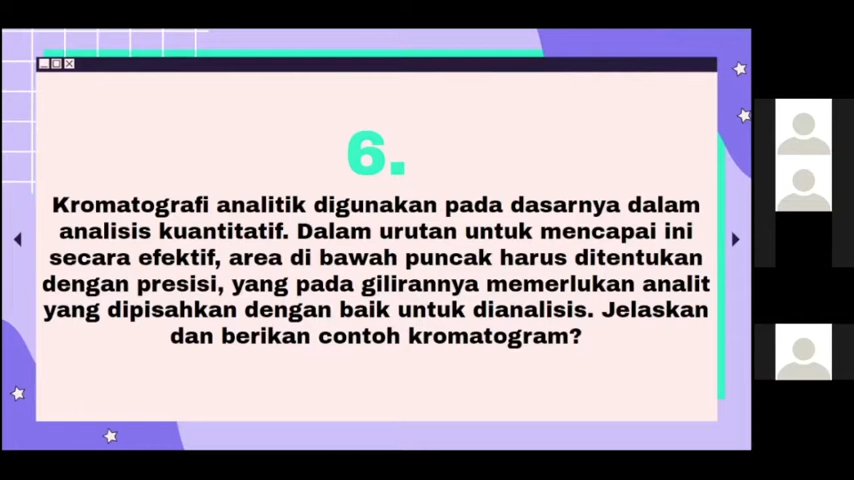 6.
Kromatografi analitik digunakan pada dasarnya dalam
analisis kuantitatif. Dalam urutan untuk mencapai ini
secara efektif, area di bawah puncak harus ditentukan
dengan presisi, yang pada gilirannya memerlukan analit
yang dipisahkan dengan baik untuk dianalisis. Jelaskan
dan berikan contoh kromatogram?